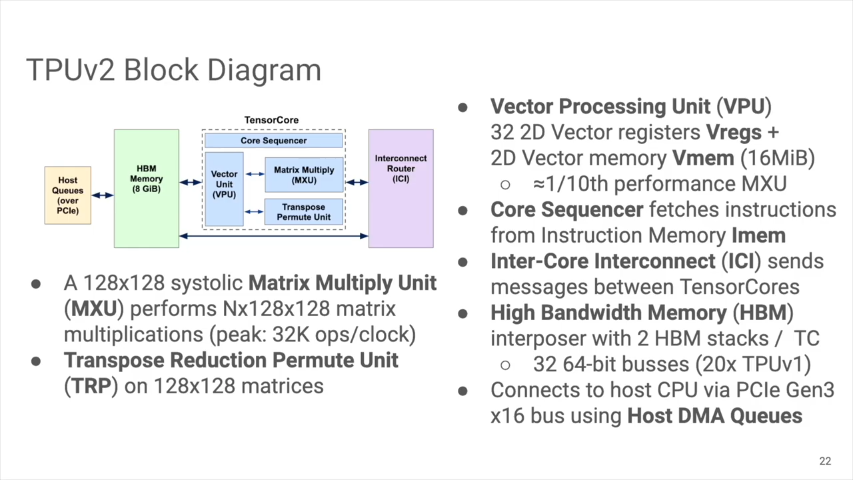 TPUv2 Block Diagram
TensorCore
Core Sequencer
Host
Queues
(over
PCIe)
HBM
Memory
(8 GiB)
Vector
Unit
(VPU)
Matrix Multiply
(MXU)
Transpose
Permute Unit
Interconnect
Router
(ICI)
● A 128x128 systolic Matrix Multiply Unit
(MXU) performs Nx128x128 matrix
multiplications (peak: 32K ops/clock)
● Transpose Reduction Permute Unit
(TRP) on 128x128 matrices
● Vector Processing Unit (VPU)
32 2D Vector registers Vregs +
2D Vector memory Vmem (16MiB)
○ ≈1/10th performance MXU
● Core Sequencer fetches instructions
from Instruction Memory Imem
● Inter-Core Interconnect (ICI) sends
messages between TensorCores
● High Bandwidth Memory (HBM)
interposer with 2 HBM stacks / TC
○ 32 64-bit busses (20x TPUv1)
● Connects to host CPU via PCIe Gen3
x16 bus using Host DMA Queues
22